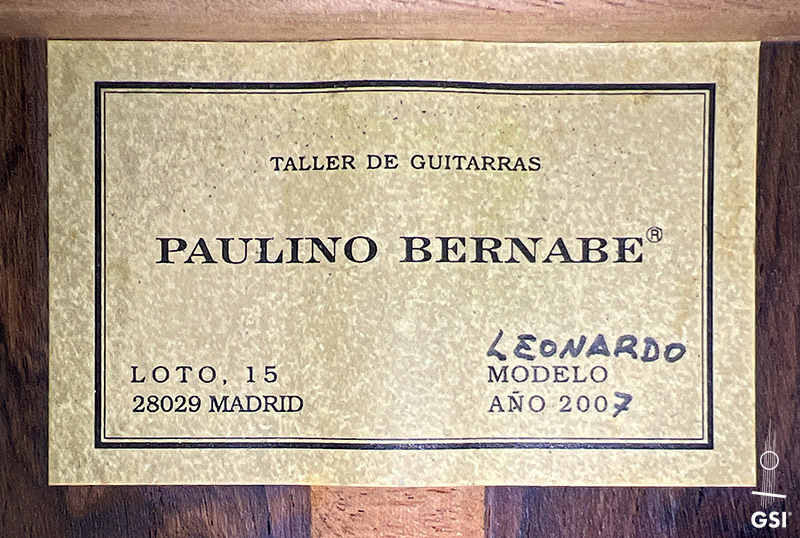 TALLER DE GUITARRAS
PAULINO BERNABE®
LOTO, 15
28029 MADRID
LEONARDO
MODELO
AÑO 2007
GSI